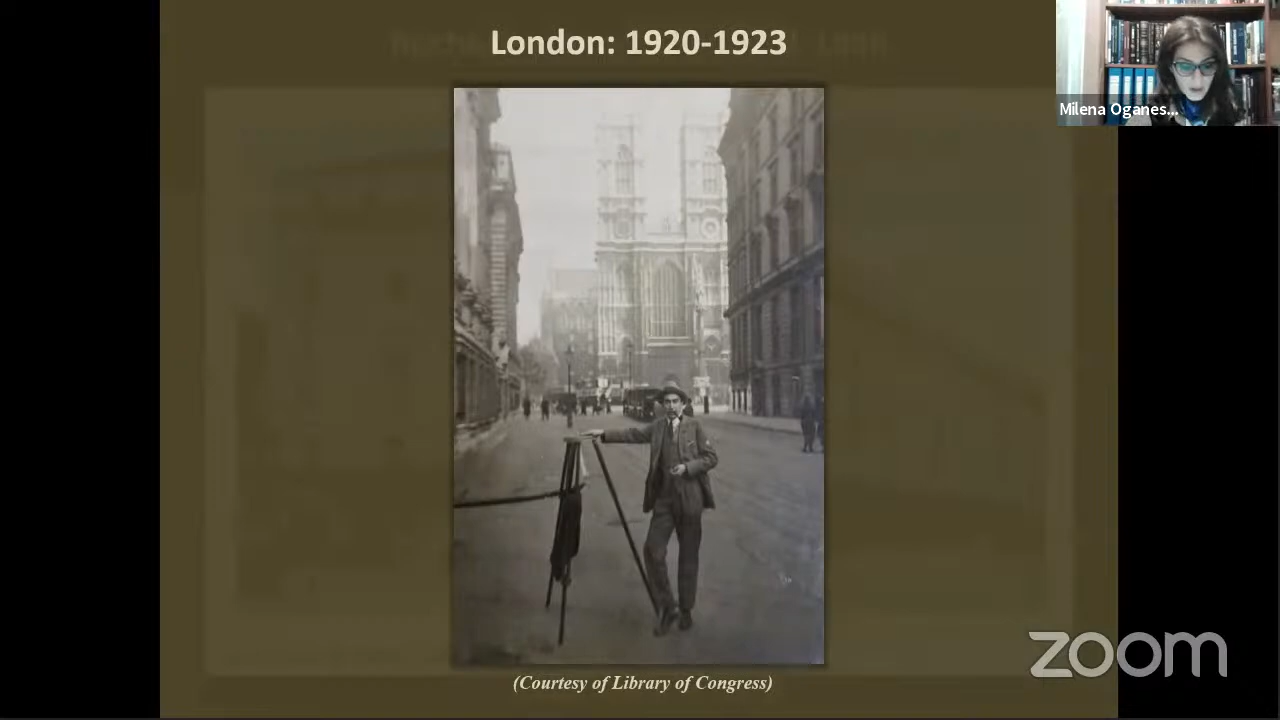 London: 1920-1923
Milena Oganes...
(Courtesy of Library of Congress)
zoom